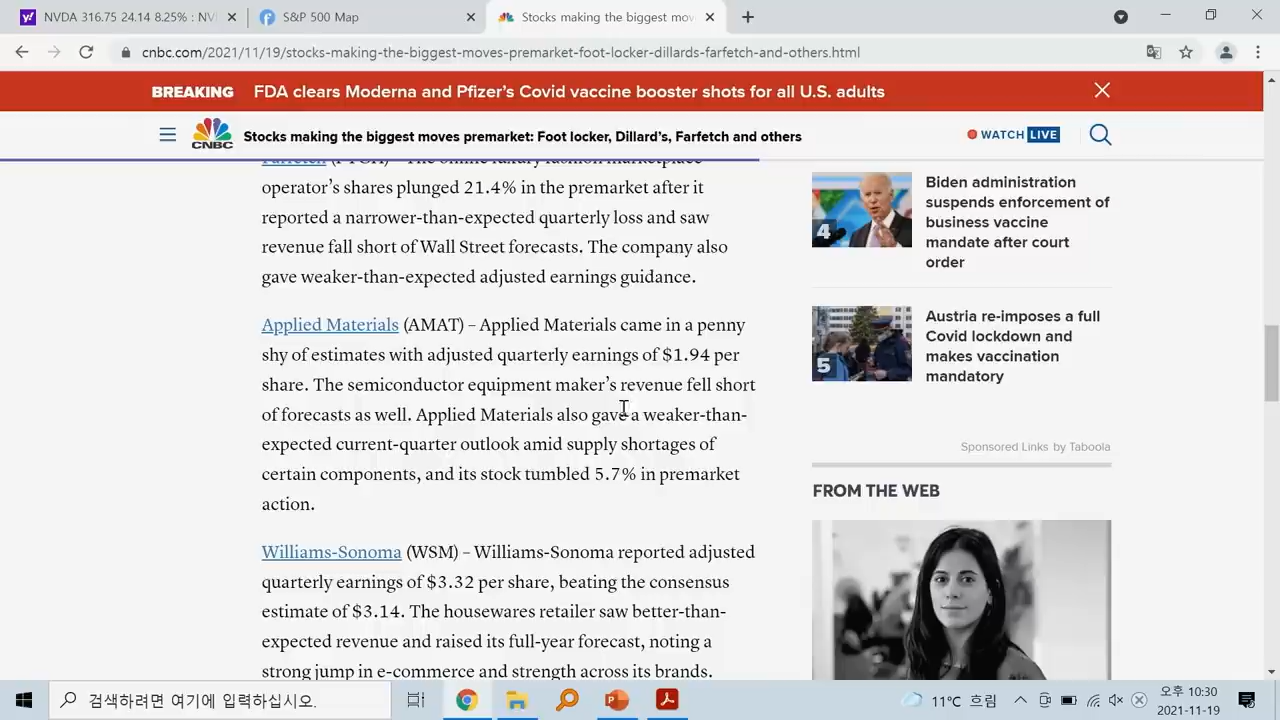 NVDA 316.75 24.14 8.25% : NV
S&P 500 Map
Stocks making the biggest mov
cnbc.com/2021/11/19/stocks-making-the-biggest-moves-premarket-foot-locker-dillards-farfetch-and-others.html
BREAKING FDA clears Moderna and Pfizer's Covid vaccine booster shots for all U.S. adults
CNBC
Stocks making the biggest moves premarket: Foot locker, Dillard's, Farfetch and others
WATCH LIVE
operator's shares plunged 21.4% in the premarket after it
reported a narrower-than-expected quarterly loss and saw
revenue fall short of Wall Street forecasts. The company also
gave weaker-than-expected adjusted earnings guidance.
Applied Materials (AMAT) – Applied Materials came in a penny
shy of estimates with adjusted quarterly earnings of $1.94 per
share. The semiconductor equipment maker's revenue fell short
of forecasts as well. Applied Materials also gave a weaker-than-
expected current-quarter outlook amid supply shortages of
certain components, and its stock tumbled 5.7% in premarket
action.
Williams-Sonoma (WSM) – Williams-Sonoma reported adjusted
quarterly earnings of $3.32 per share, beating the consensus
estimate of $3.14. The housewares retailer saw better-than-
expected revenue and raised its full-year forecast, noting a
strong jump in e-commerce and strength across its brands.
4
Biden administration
suspends enforcement of
business vaccine
mandate after court
order
5
Austria re-imposes a full
Covid lockdown and
makes vaccination
mandatory
Sponsored Links by Taboola
FROM THE WEB
검색하려면 여기에 입력하십시오.
11°C 흐림
오후 10:30
2021-11-19